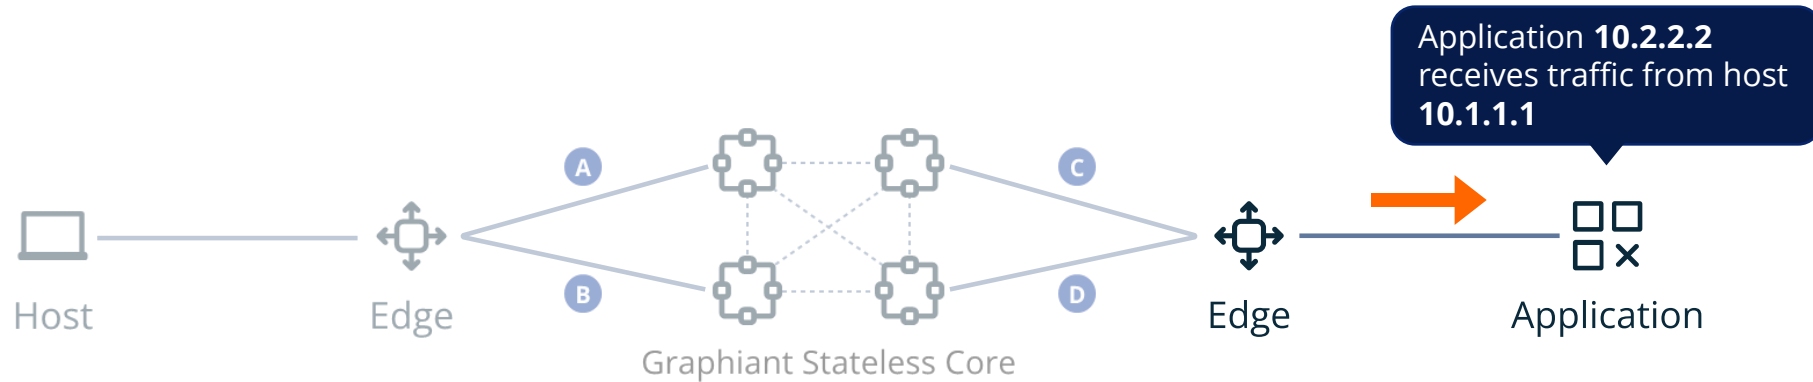 Application 10.2.2.2
receives traffic from host
10.1.1.1
A
C
B
D
Host
Edge
Edge
Application
Graphiant Stateless Core